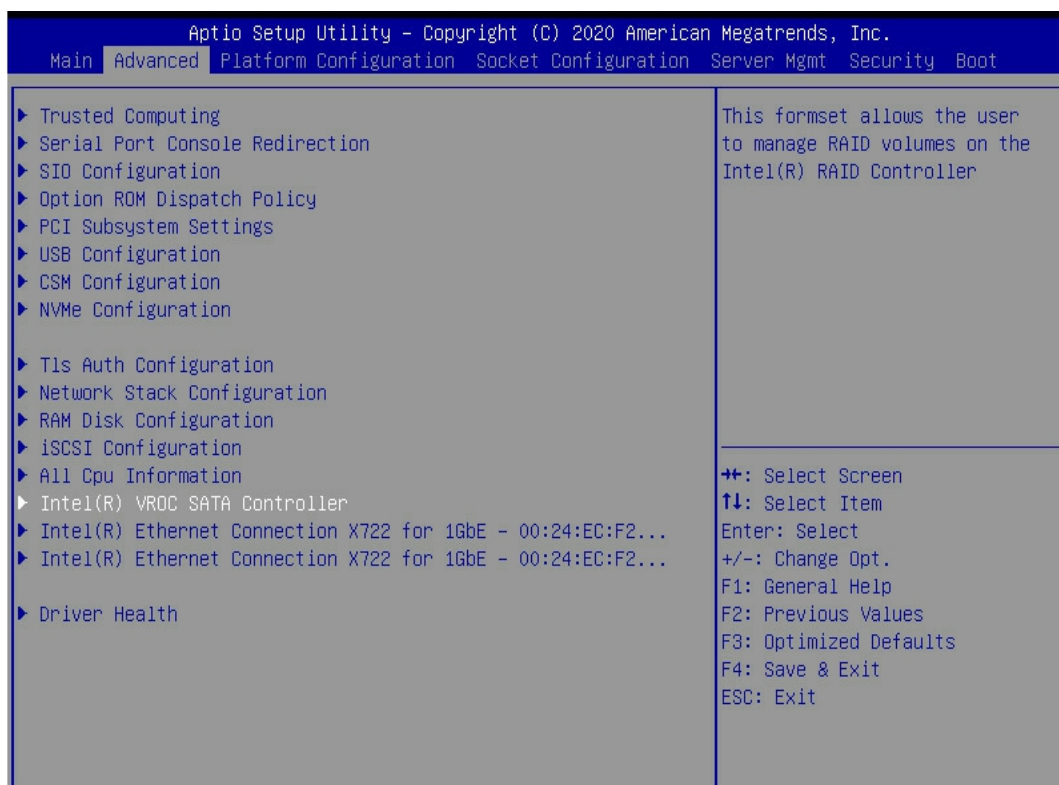 Aptio Setup Utility – Copyright (C) 2020 American Megatrends, Inc.
Main Advanced Platform Configuration Socket Configuration Server Mgmt Security Boot
Trusted Computing
Serial Port Console Redirection
SIO Configuration
Option ROM Dispatch Policy
PCI Subsystem Settings
USB Configuration
CSM Configuration
NVMe Configuration
Tls Auth Configuration
Network Stack Configuration
RAM Disk Configuration
iSCSI Configuration
All Cpu Information
Intel(R) VROC SATA Controller
Intel(R) Ethernet Connection X722 for 1GbE – 00:24:EC:F2...
Intel(R) Ethernet Connection X722 for 1GbE – 00:24:EC:F2...
Driver Health
This formset allows the user
to manage RAID volumes on the
Intel(R) RAID Controller
→←: Select Screen
↑↓: Select Item
Enter: Select
+/-: Change Opt.
F1: General Help
F2: Previous Values
F3: Optimized Defaults
F4: Save & Exit
ESC: Exit